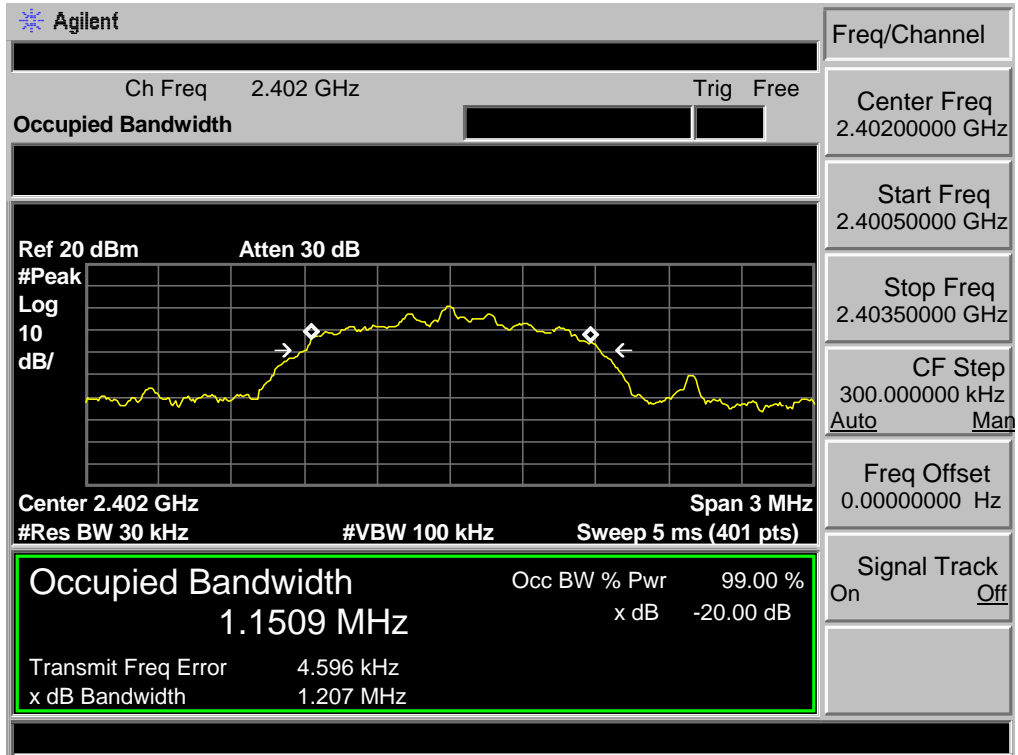 Agilent
Freq/Channel
Ch Freq 2.402 GHz Trig Free
Occupied Bandwidth
Center Freq
2.40200000 GHz
Start Freq
2.40050000 GHz
Stop Freq
2.40350000 GHz
CF Step
300.000000 kHz
Auto Man
Freq Offset
0.00000000 Hz
Signal Track
On Off
Ref 20 dBm Atten 30 dB
#Peak
Log
10
dB/
Center 2.402 GHz Span 3 MHz
#Res BW 30 kHz #VBW 100 kHz Sweep 5 ms (401 pts)
Occupied Bandwidth
1.1509 MHz
Occ BW % Pwr 99.00 %
x dB -20.00 dB
Transmit Freq Error 4.596 kHz
x dB Bandwidth 1.207 MHz